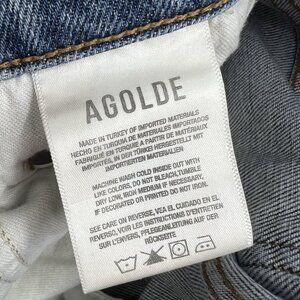 AGOLDE
MADE IN TURKEY OF IMPORTED MATERIALS
HECHO EN TURQUIA DE MATERIALES IMPORTADOS
FABRIQUÉ EN TURQUIE A PARTIR DE MATÉRIAUX
IMPORTÉS, IN DER TÜRKEI HERGESTELLT MIT
IMPORTIERTEN MATERIALIEN
MACHINE WASH COLD INSIDE OUT WITH
LIKE COLORS, DO NOT BLEACH,TUMBLE
DRY LOW, IRON MEDIUM IF NECESSARY.
IF DECORATED OR PRINTED DO NOT IRON.
SEE CARE ON REVERSE, VEA EL CUIDADO EN EL
REVERSO, VOIR LES INSTRUCTIONS D'ENTRETIEN
SUR L'ENVERS, PFLEGEANLEITUNG AUF DER
RÜCKSEITE